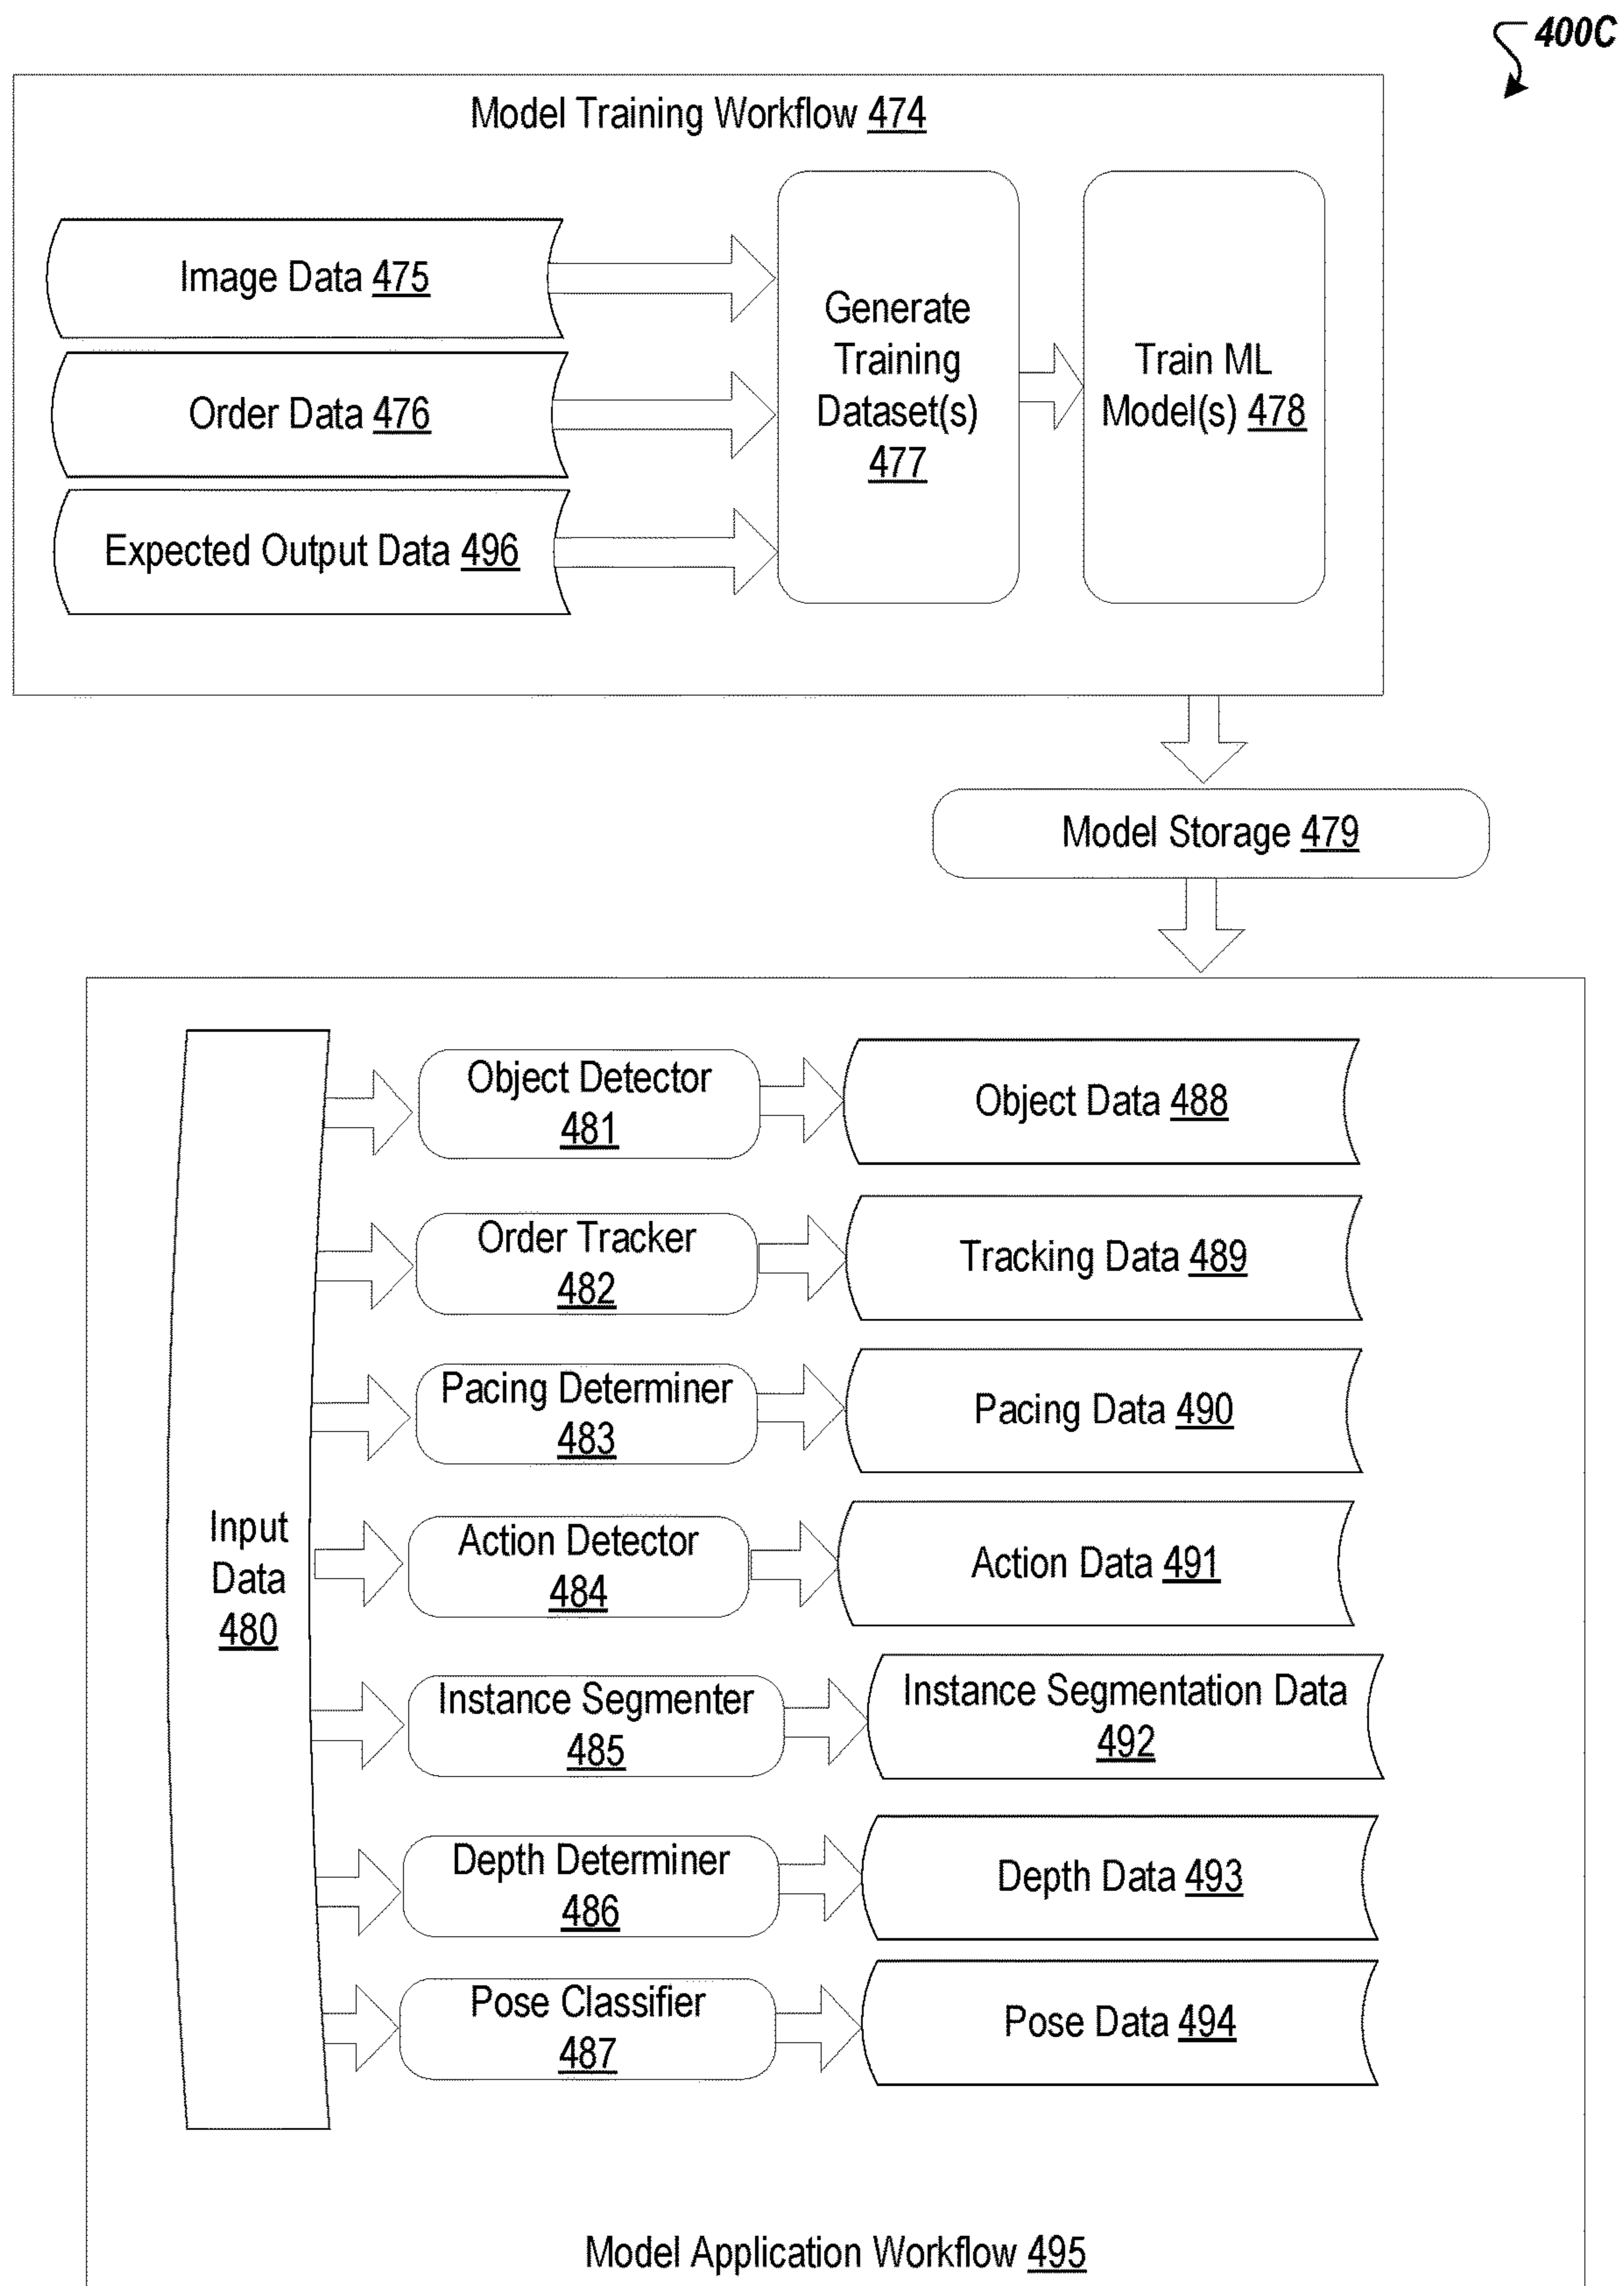 400C
Model Training Workflow 474
Image Data 475
Order Data 476
Expected Output Data 496
Generate
Training
Dataset(s)
477
Train ML
Model(s) 478
Model Storage 479
Input
Data
480
Object Detector
481
Object Data 488
Order Tracker
482
Tracking Data 489
Pacing Determiner
483
Pacing Data 490
Action Detector
484
Action Data 491
Instance Segmenter
485
Instance Segmentation Data
492
Depth Determiner
486
Depth Data 493
Pose Classifier
487
Pose Data 494
Model Application Workflow 495